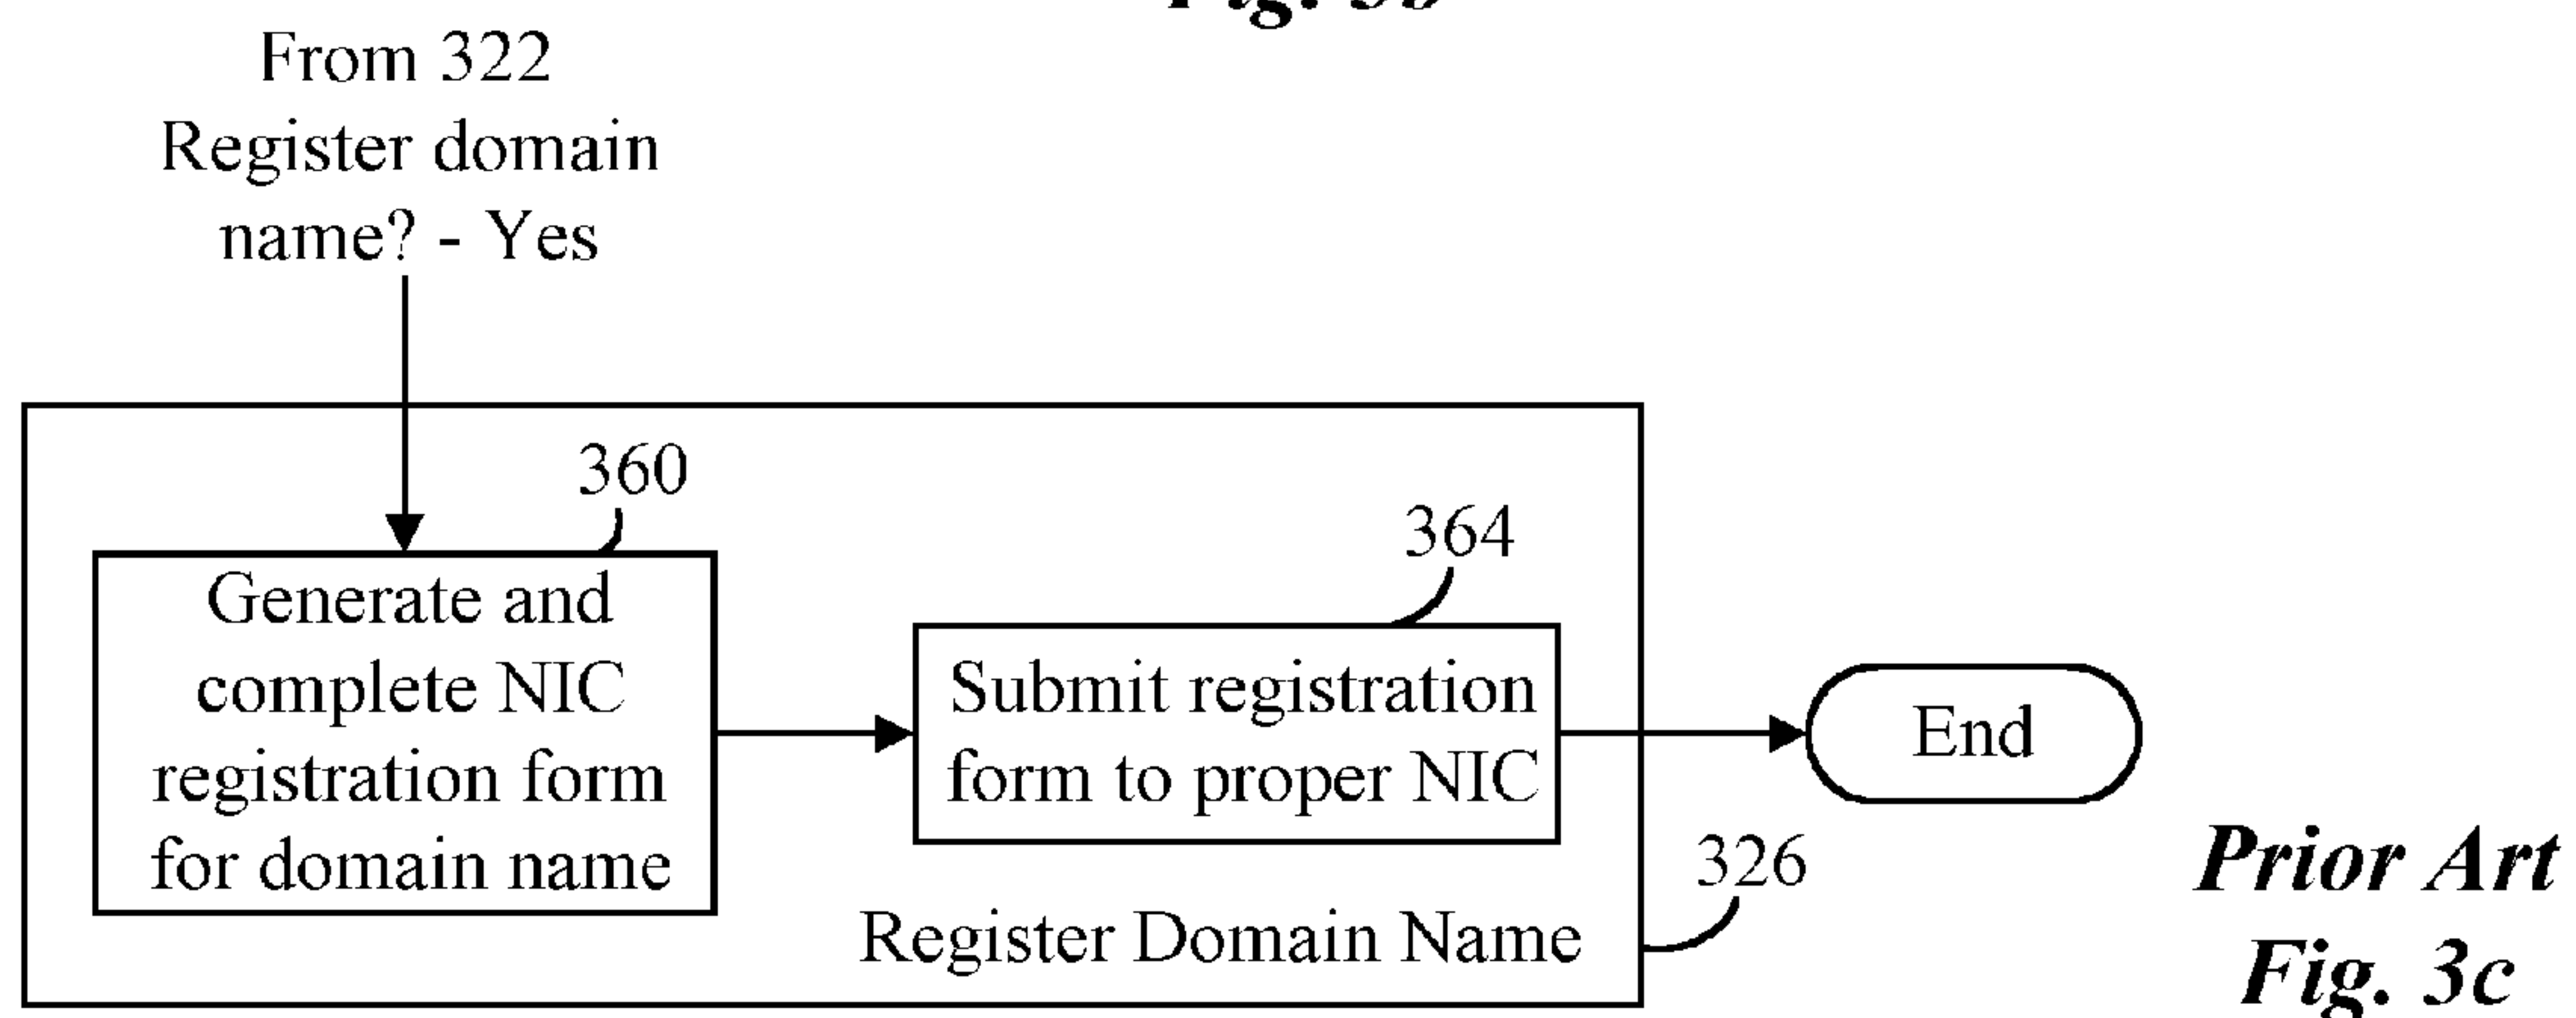 From 322
Register domain
name? - Yes
360
Generate and
complete NIC
registration form
for domain name
364
Submit registration
form to proper NIC
End
326
Register Domain Name
Prior Art
Fig. 3c